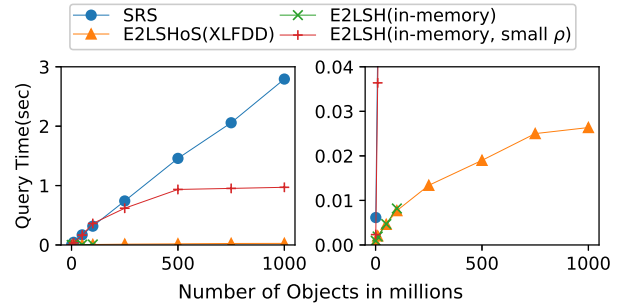 SRS
E2LSHoS(XLFDD)
E2LSH(in-memory)
E2LSH(in-memory, small ρ)
Query Time(sec)
3
2
1
0
0 500 1000
0.04
0.03
0.02
0.01
0.00
0 500 1000
Number of Objects in millions